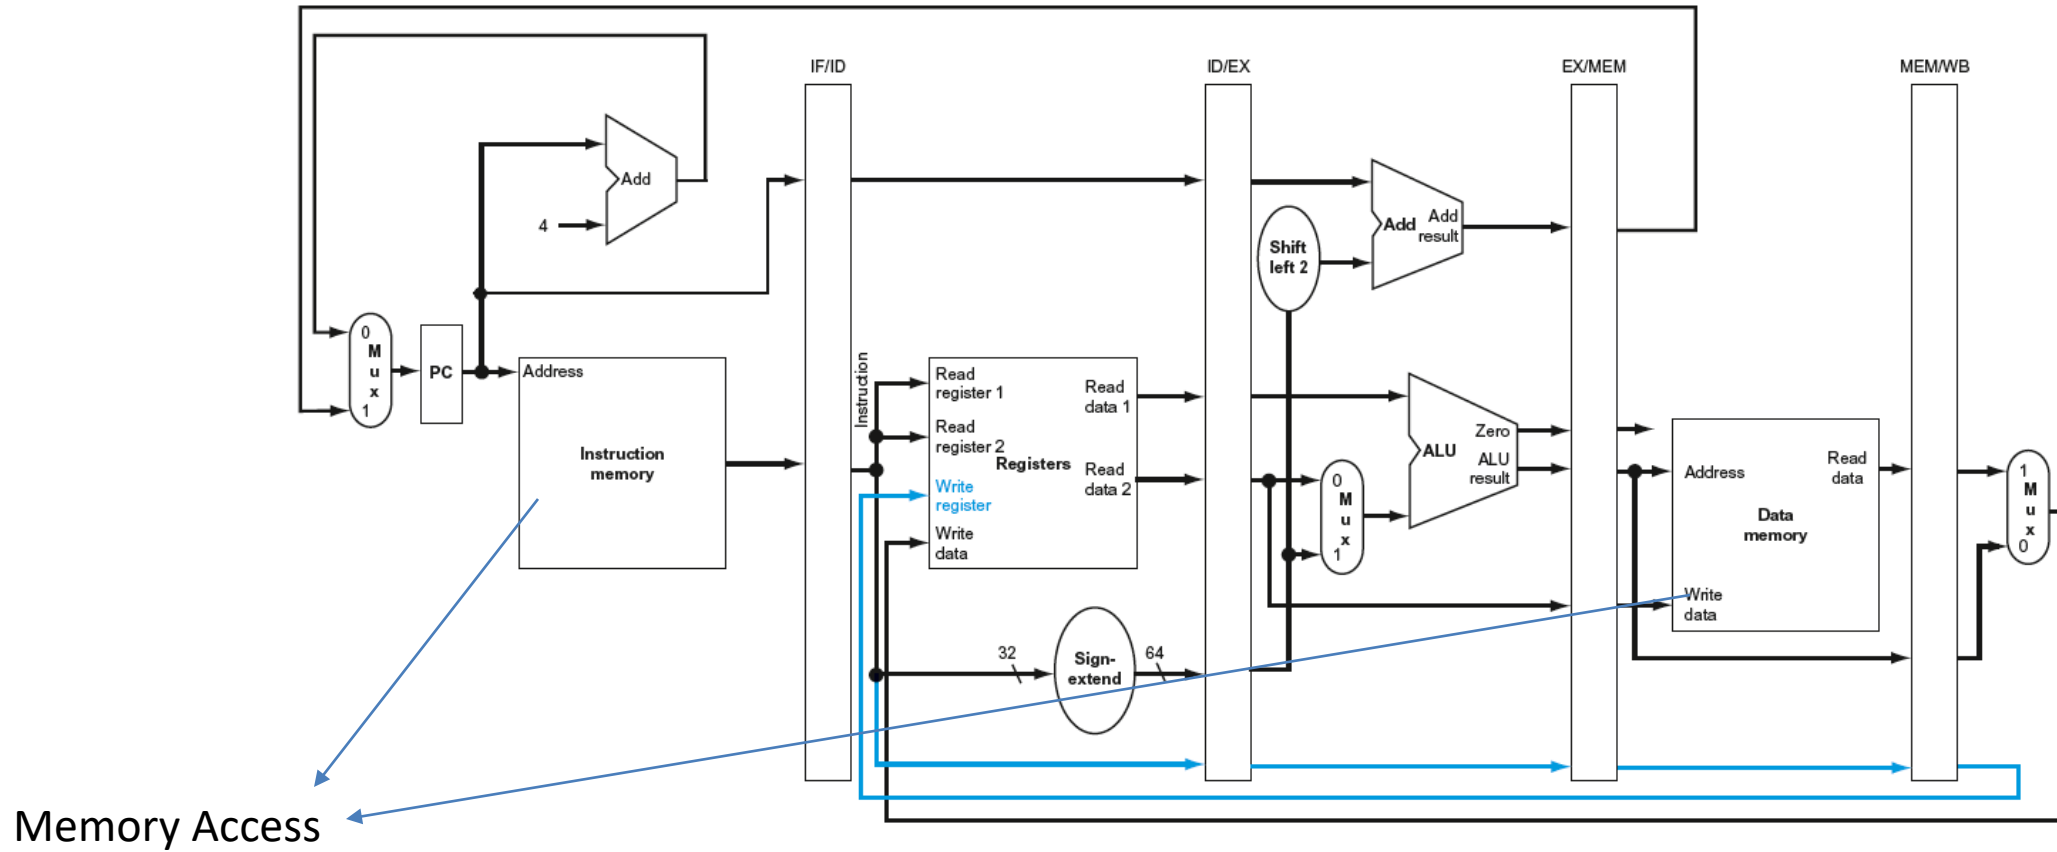 IF/ID
ID/EX
EX/MEM
MEM/WB
Add
4
Add
Add
result
Shift
left 2
0
M
u
x
1
PC
Address
Instruction
memory
Instruction
Read
register 1
Read
register 2
Write
register
Write
data
Registers
Read
data 1
Read
data 2
0
M
u
x
1
Zero
ALU
ALU
result
Address
Read
data
Data
memory
Write
data
1
M
u
x
0
32
Sign-
extend
64
Memory Access